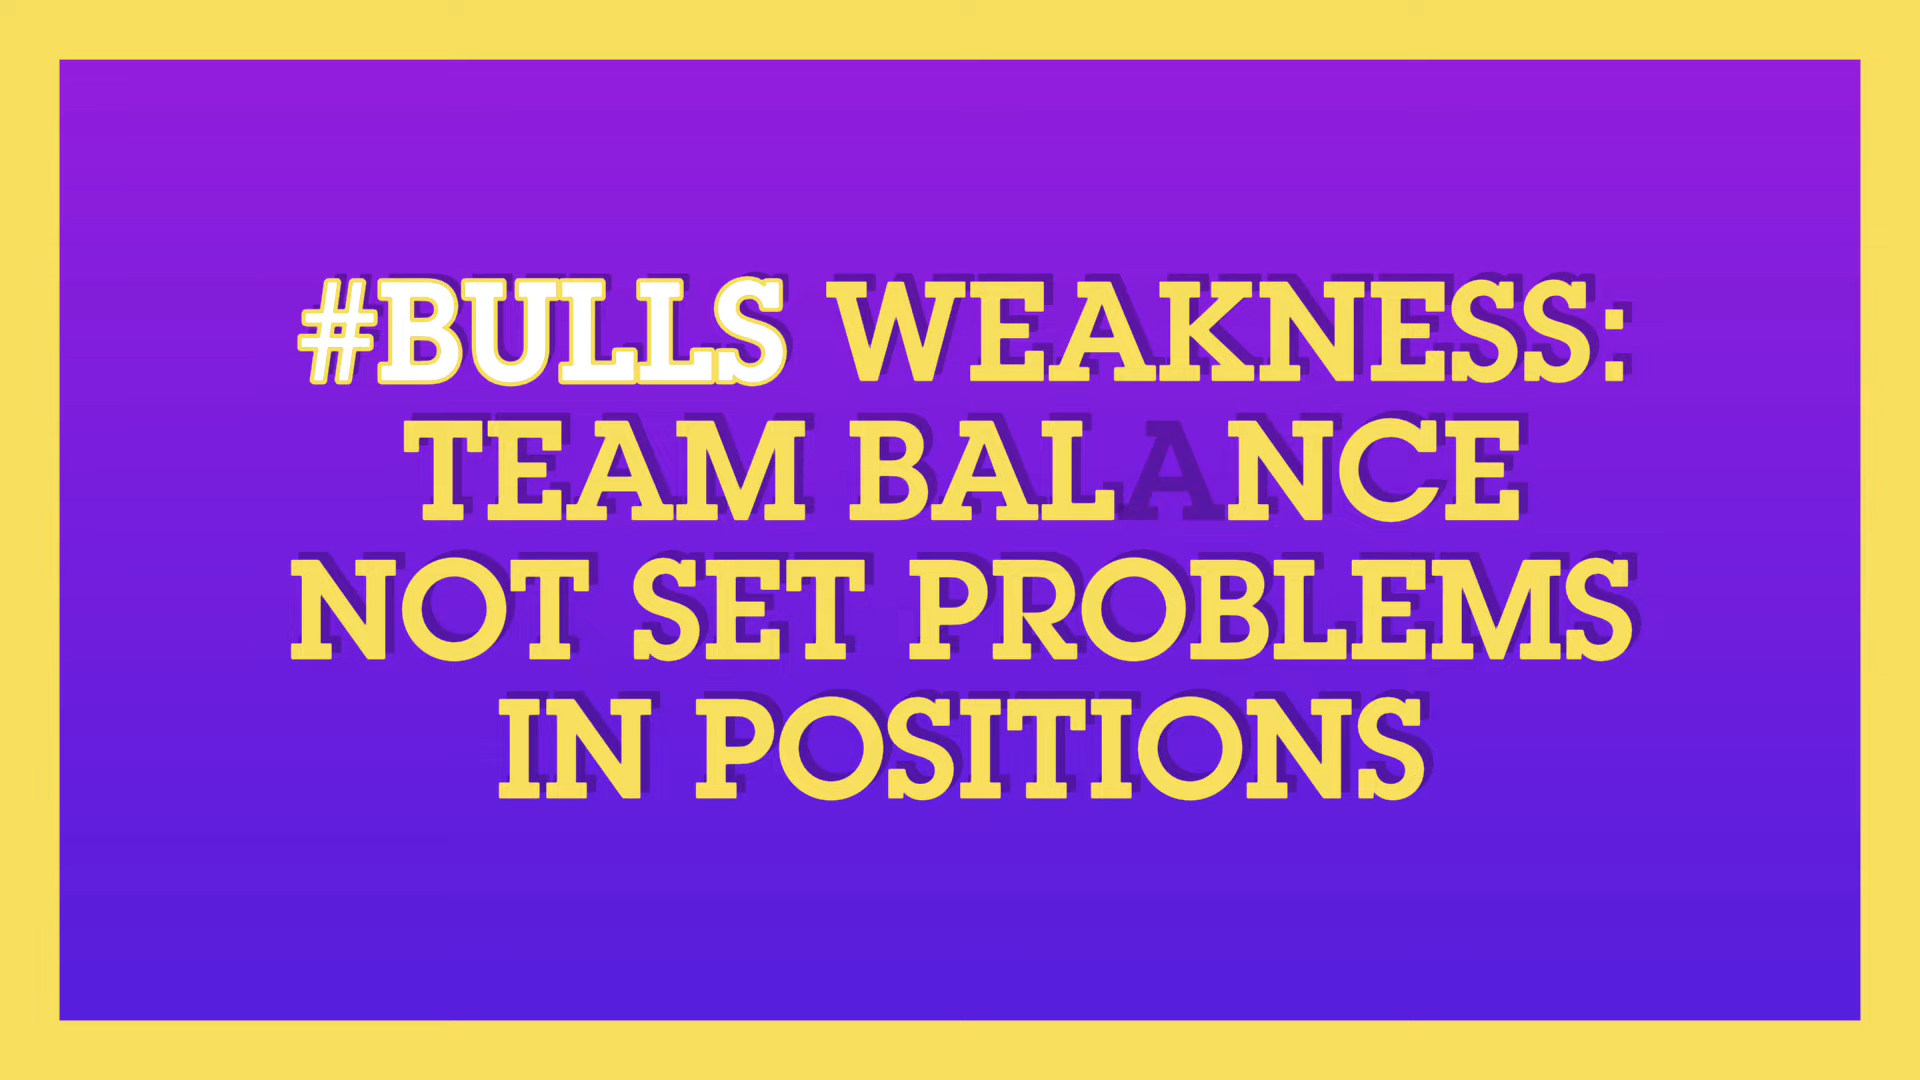 #BULLS WEAKNESS:
TEAM BALANCE
NOT SET PROBLEMS
IN POSITIONS